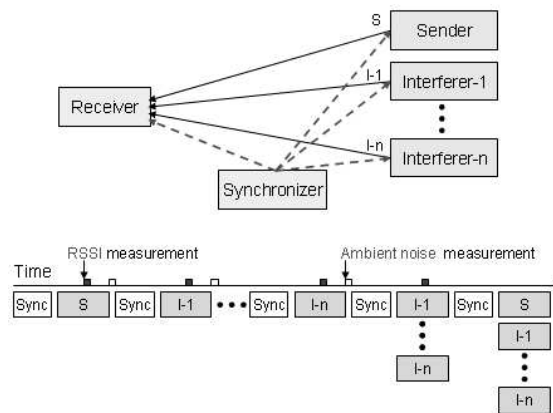 S
Sender
I-1
Interferer-1
Receiver
I-n
Interferer-n
Synchronizer
RSSI measurement
Ambient noise measurement
Time
Sync S Sync I-1 Sync I-n Sync I-1 Sync S
I-1
I-n
I-n